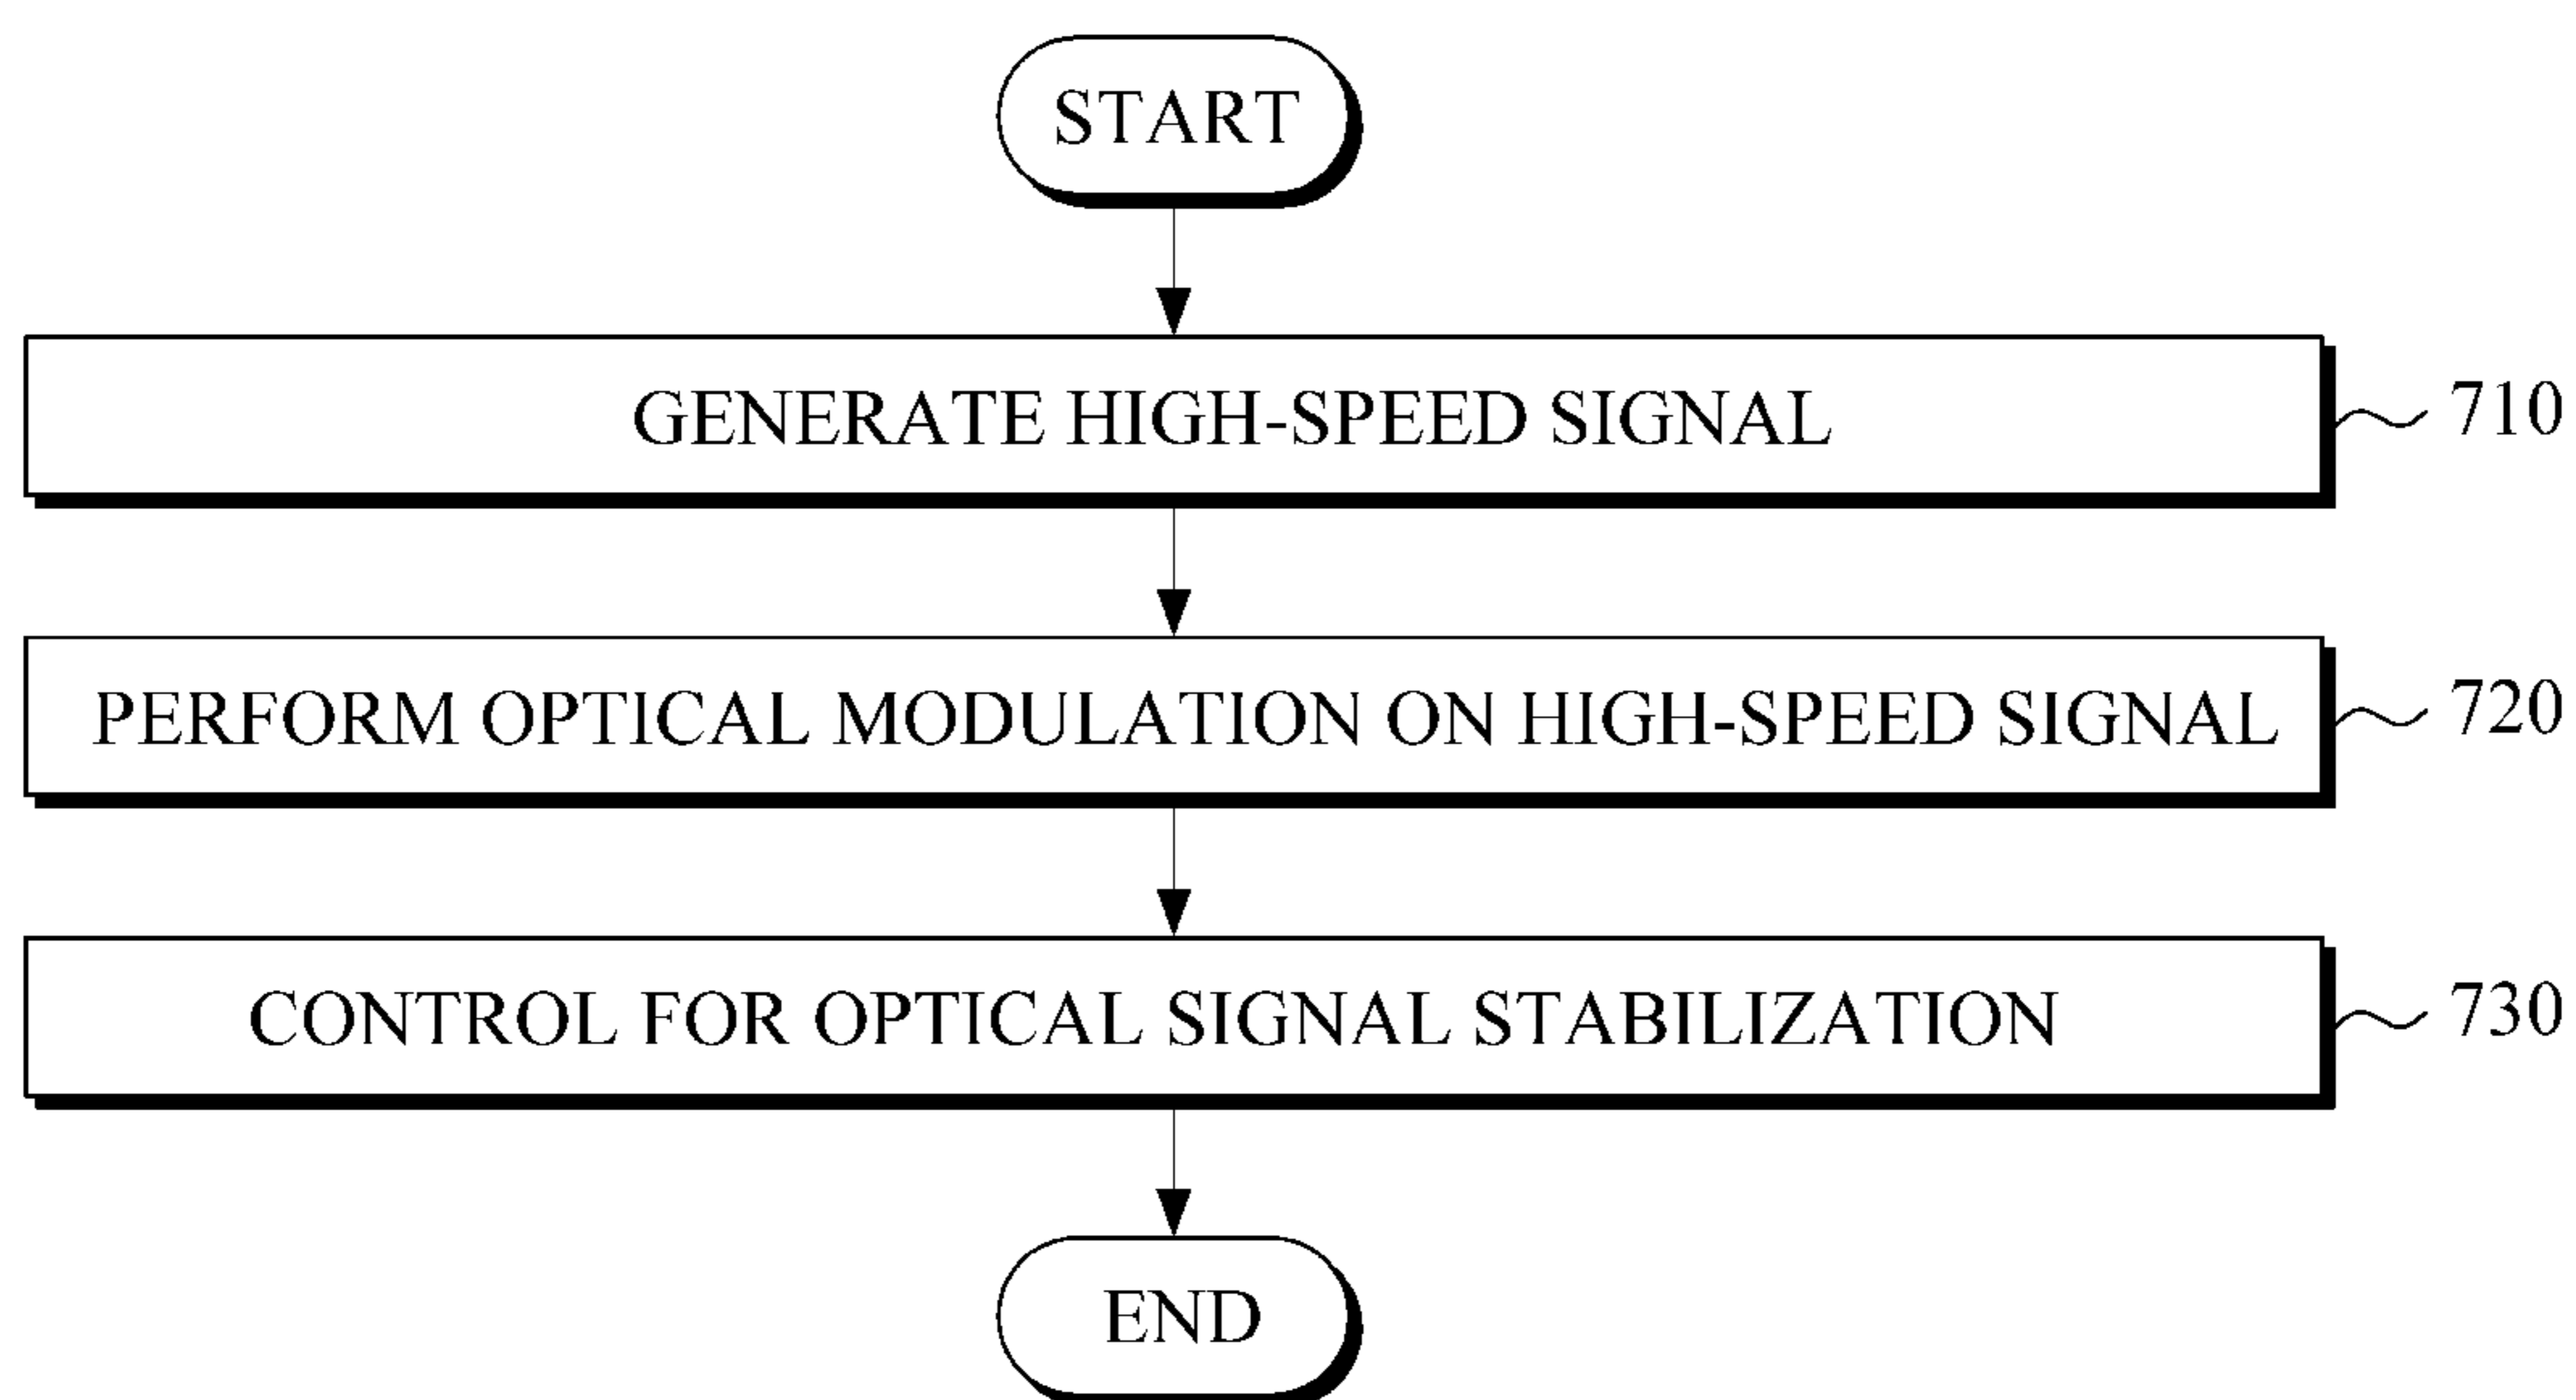 START
GENERATE HIGH-SPEED SIGNAL 710
PERFORM OPTICAL MODULATION ON HIGH-SPEED SIGNAL 720
CONTROL FOR OPTICAL SIGNAL STABILIZATION 730
END